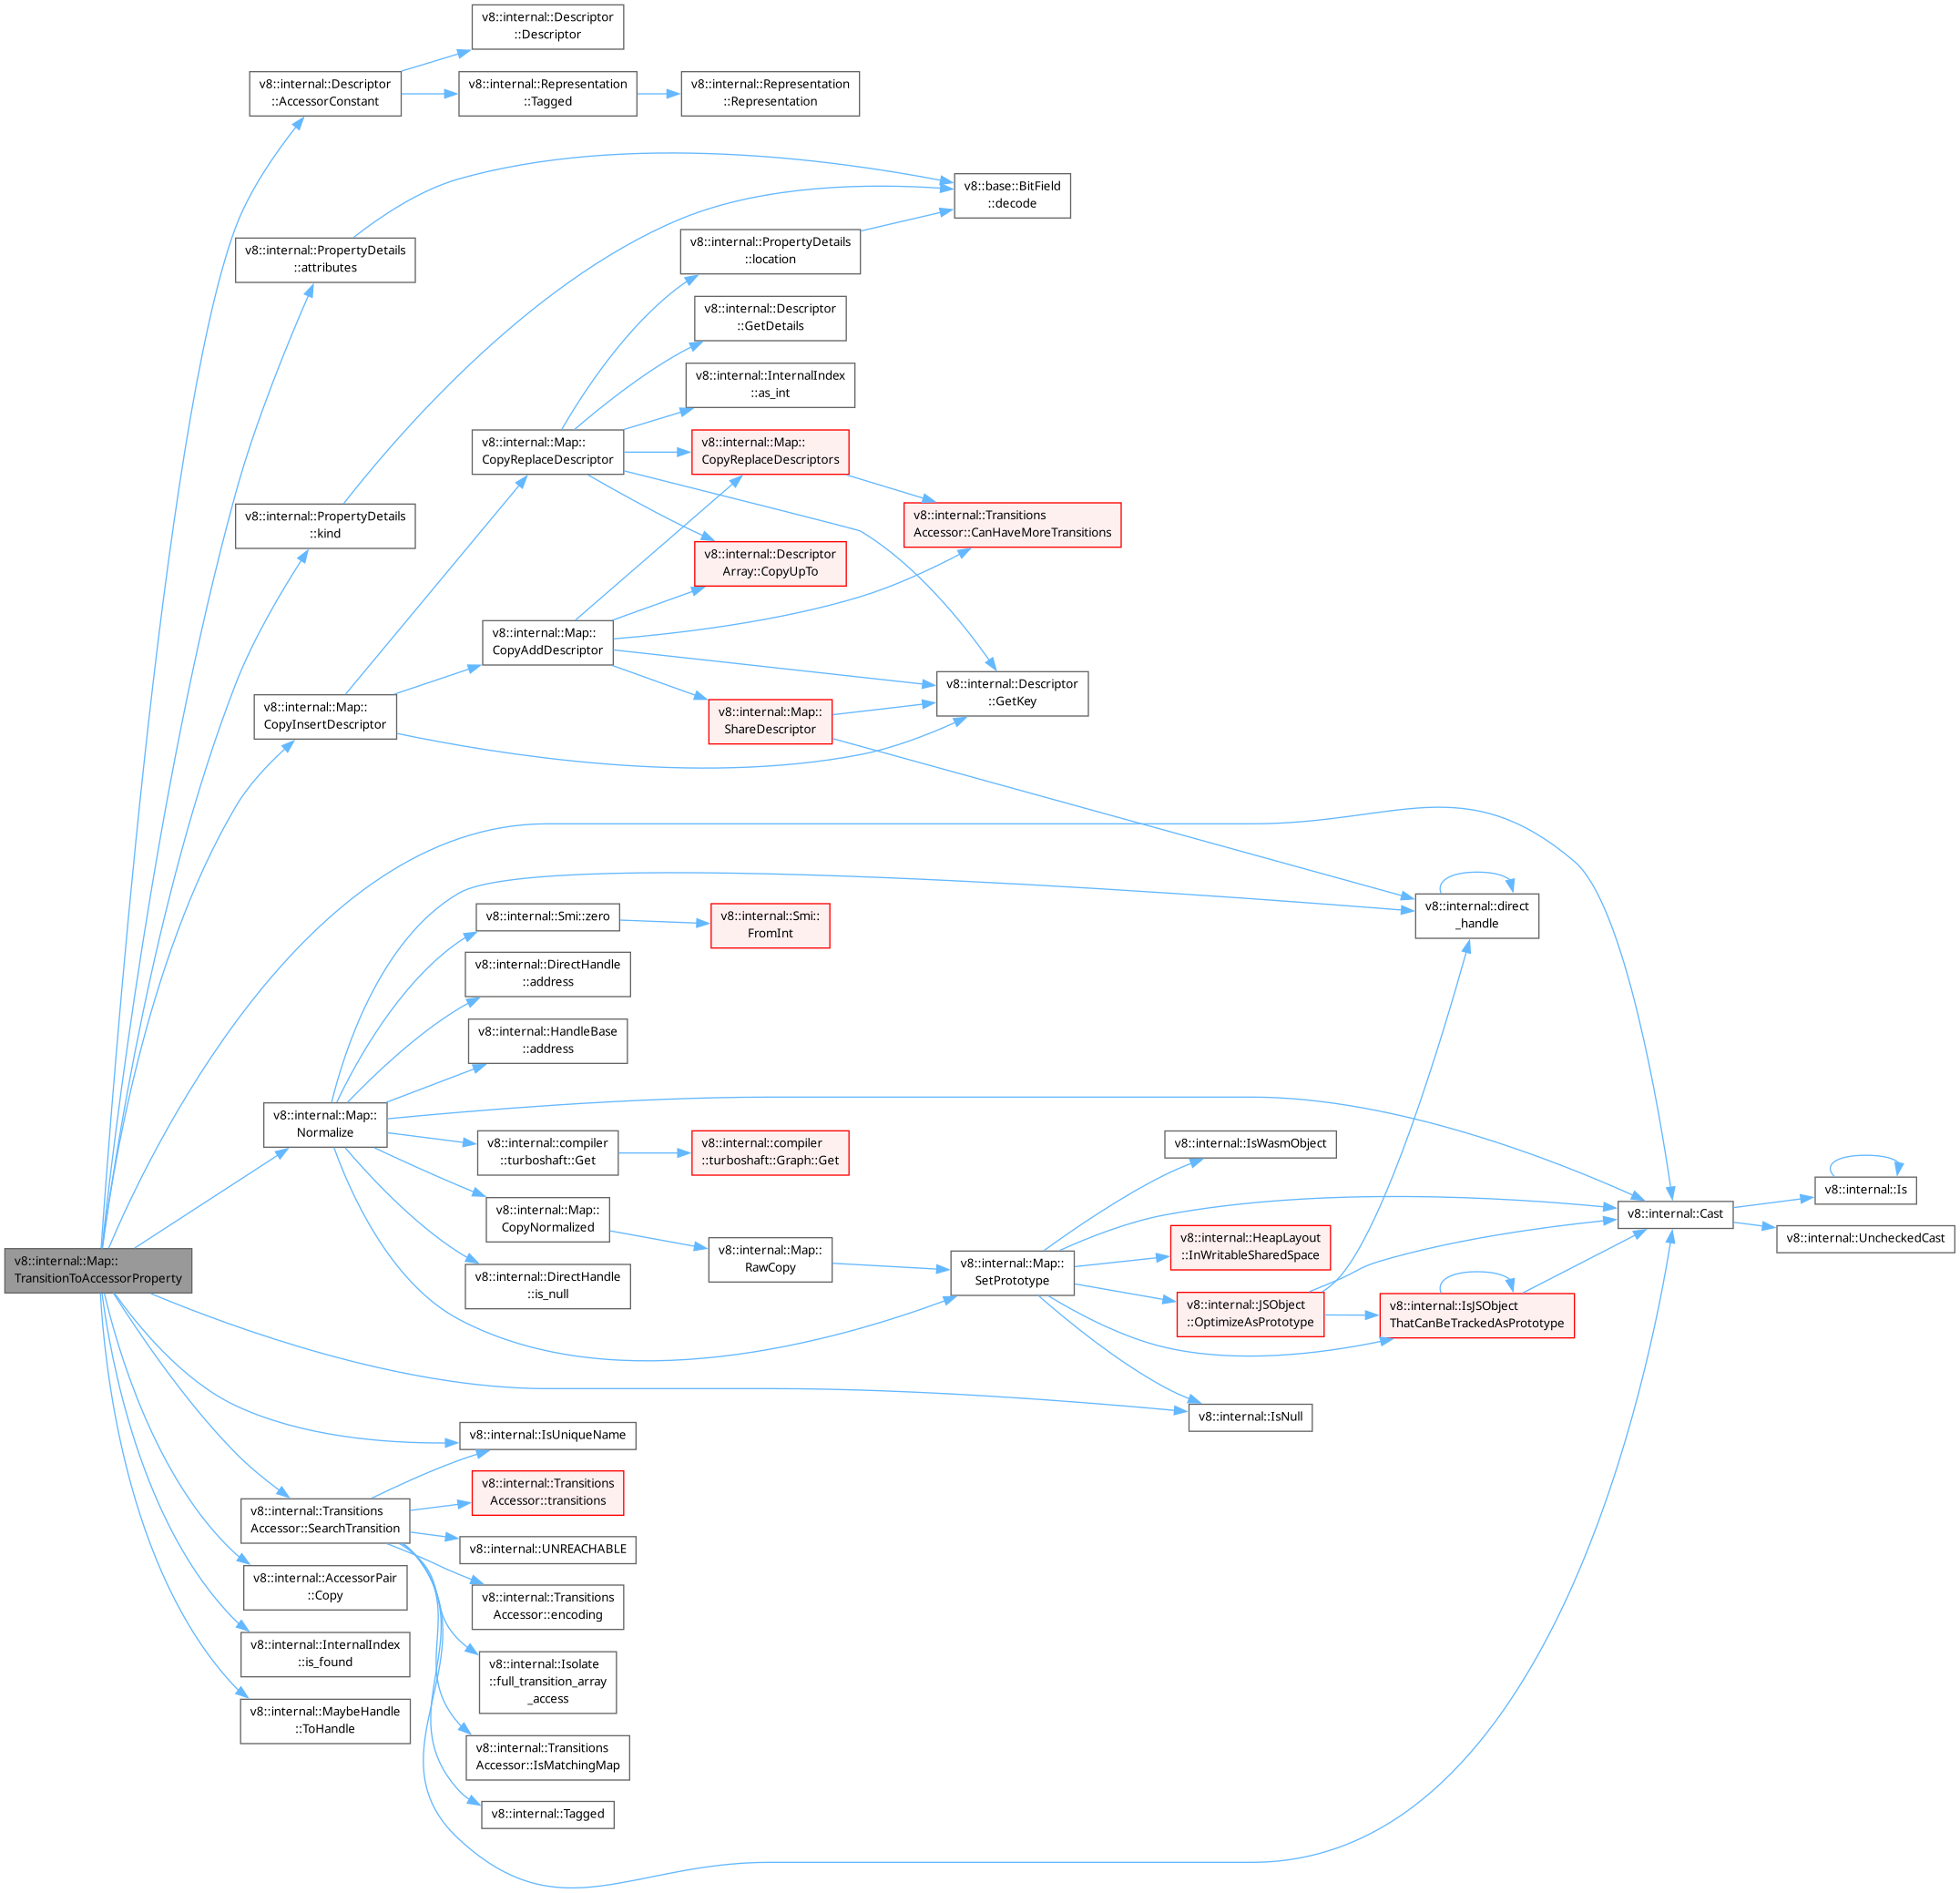 v8::internal::Descriptor
::Descriptor
v8::internal::Descriptor
::AccessorConstant
v8::internal::Representation
::Tagged
v8::internal::Representation
::Representation
v8::base::BitField
::decode
v8::internal::PropertyDetails
::attributes
v8::internal::PropertyDetails
::location
v8::internal::Descriptor
::GetDetails
v8::internal::InternalIndex
::as_int
v8::internal::Map::
CopyReplaceDescriptor
v8::internal::Map::
CopyReplaceDescriptors
v8::internal::PropertyDetails
::kind
v8::internal::Transitions
Accessor::CanHaveMoreTransitions
v8::internal::Descriptor
Array::CopyUpTo
v8::internal::Map::
CopyAddDescriptor
v8::internal::Descriptor
::GetKey
v8::internal::Map::
CopyInsertDescriptor
v8::internal::Map::
ShareDescriptor
v8::internal::Smi::zero
v8::internal::Smi::
FromInt
v8::internal::direct
_handle
v8::internal::DirectHandle
::address
v8::internal::HandleBase
::address
v8::internal::Map::
Normalize
v8::internal::compiler
::turboshaft::Get
v8::internal::compiler
::turboshaft::Graph::Get
v8::internal::IsWasmObject
v8::internal::Is
v8::internal::Map::
CopyNormalized
v8::internal::Cast
v8::internal::UncheckedCast
v8::internal::Map::
RawCopy
v8::internal::HeapLayout
::InWritableSharedSpace
v8::internal::Map::
TransitionToAccessorProperty
v8::internal::DirectHandle
::is_null
v8::internal::Map::
SetPrototype
v8::internal::JSObject
::OptimizeAsPrototype
v8::internal::IsJSObject
ThatCanBeTrackedAsPrototype
v8::internal::IsNull
v8::internal::IsUniqueName
v8::internal::Transitions
Accessor::transitions
v8::internal::Transitions
Accessor::SearchTransition
v8::internal::UNREACHABLE
v8::internal::AccessorPair
::Copy
v8::internal::Transitions
Accessor::encoding
v8::internal::InternalIndex
::is_found
v8::internal::Isolate
::full_transition_array
_access
v8::internal::MaybeHandle
::ToHandle
v8::internal::Transitions
Accessor::IsMatchingMap
v8::internal::Tagged